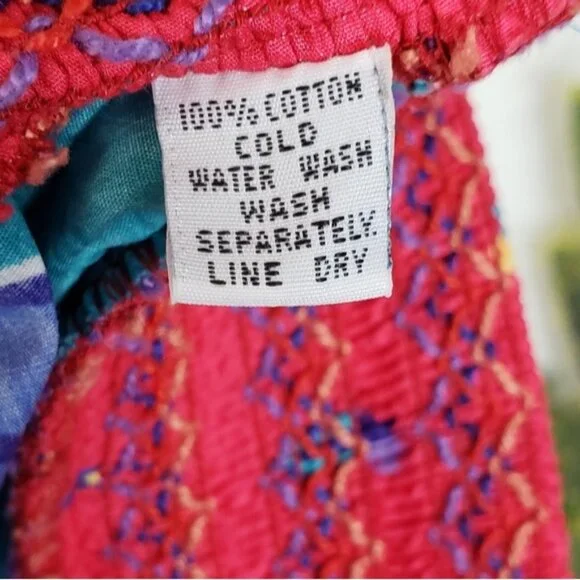 100% COTTON
COLD
WATER WASH
WASH
SEPARATELY.
LINE DRY